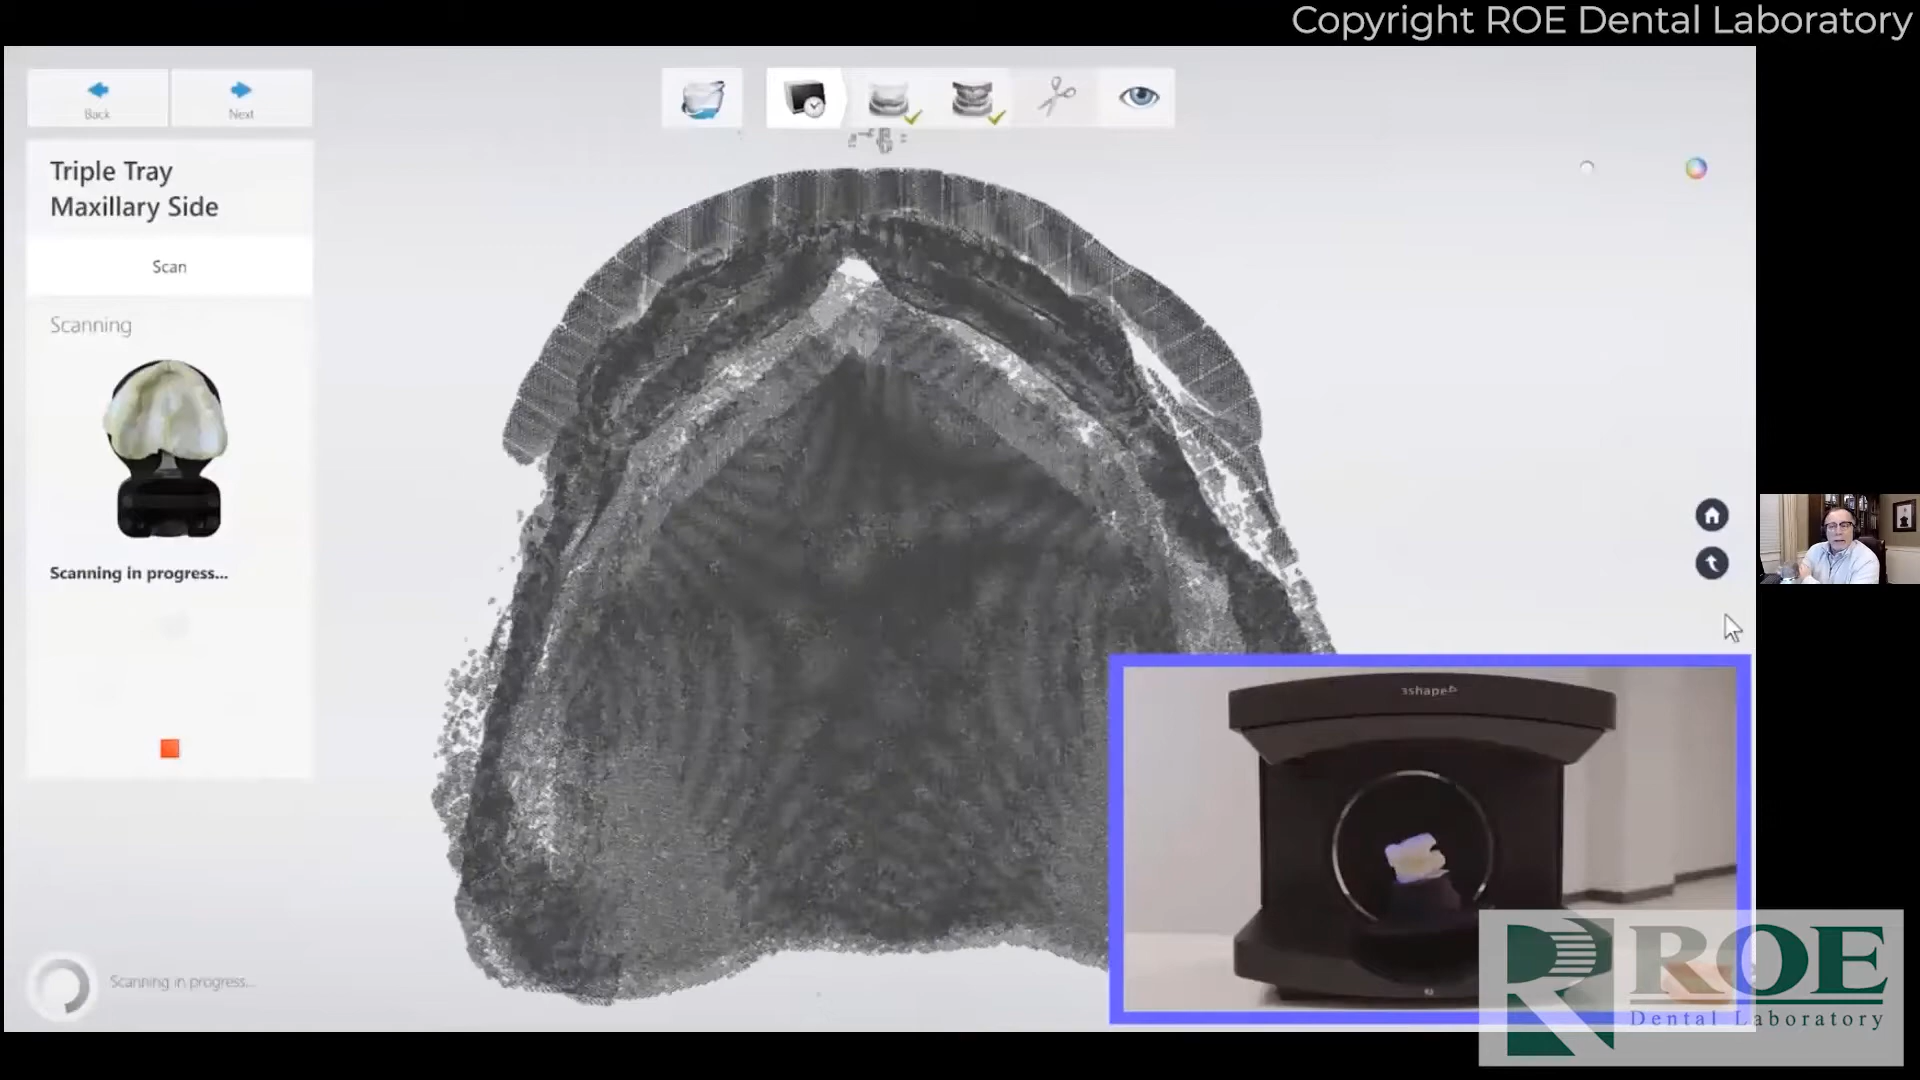 Copyright ROE Dental Laboratory
Back
Next
Triple Tray
Maxillary Side
Scan
Scanning
Scanning in progress...
Scanning in progress...
3shape
ROE
Dental Laboratory